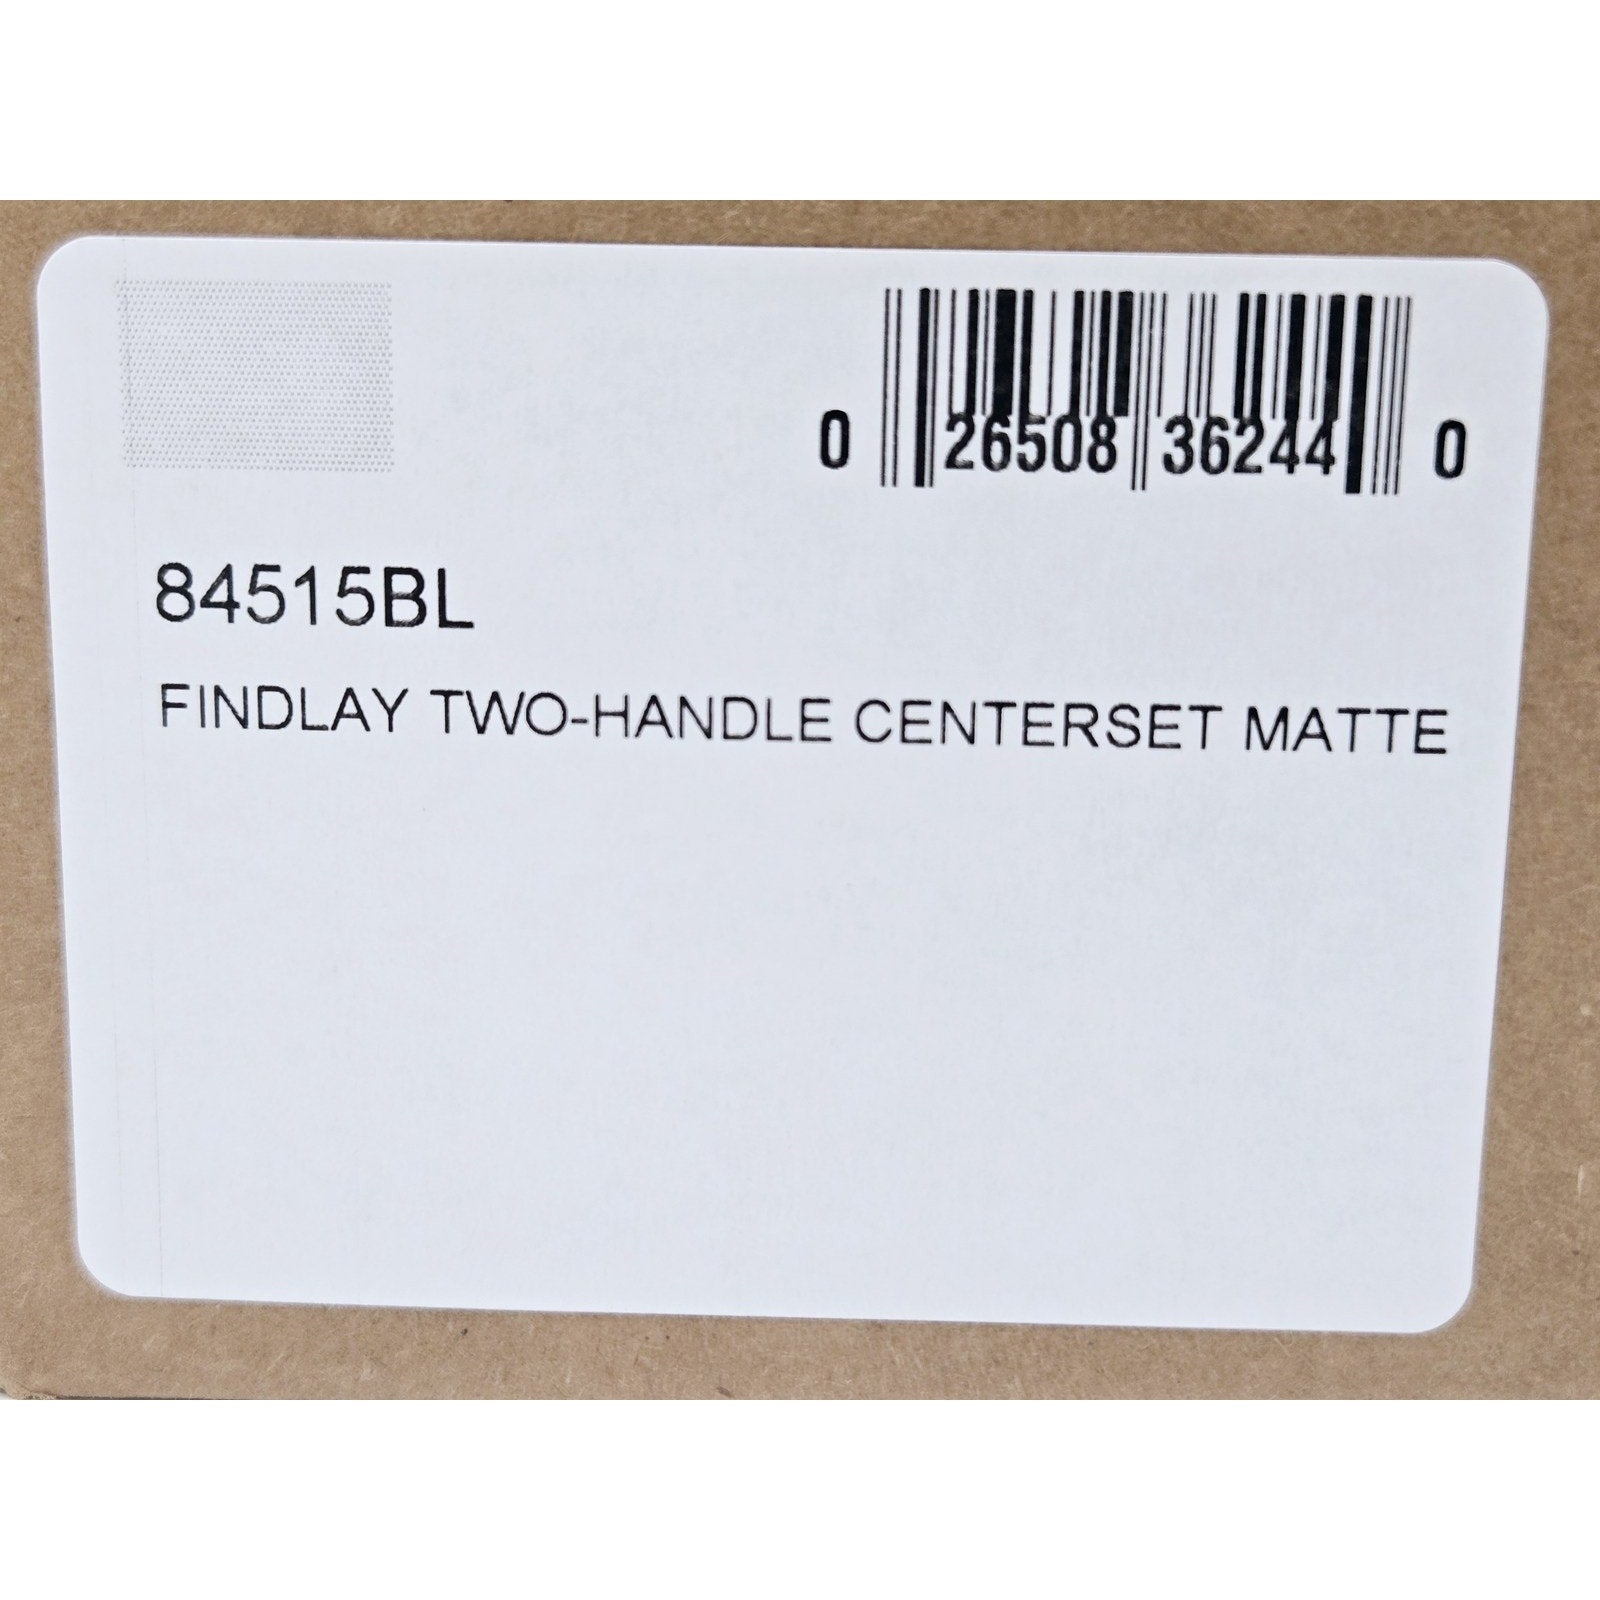 0 26508 36244 0
84515BL
FINDLAY TWO-HANDLE CENTERSET MATTE